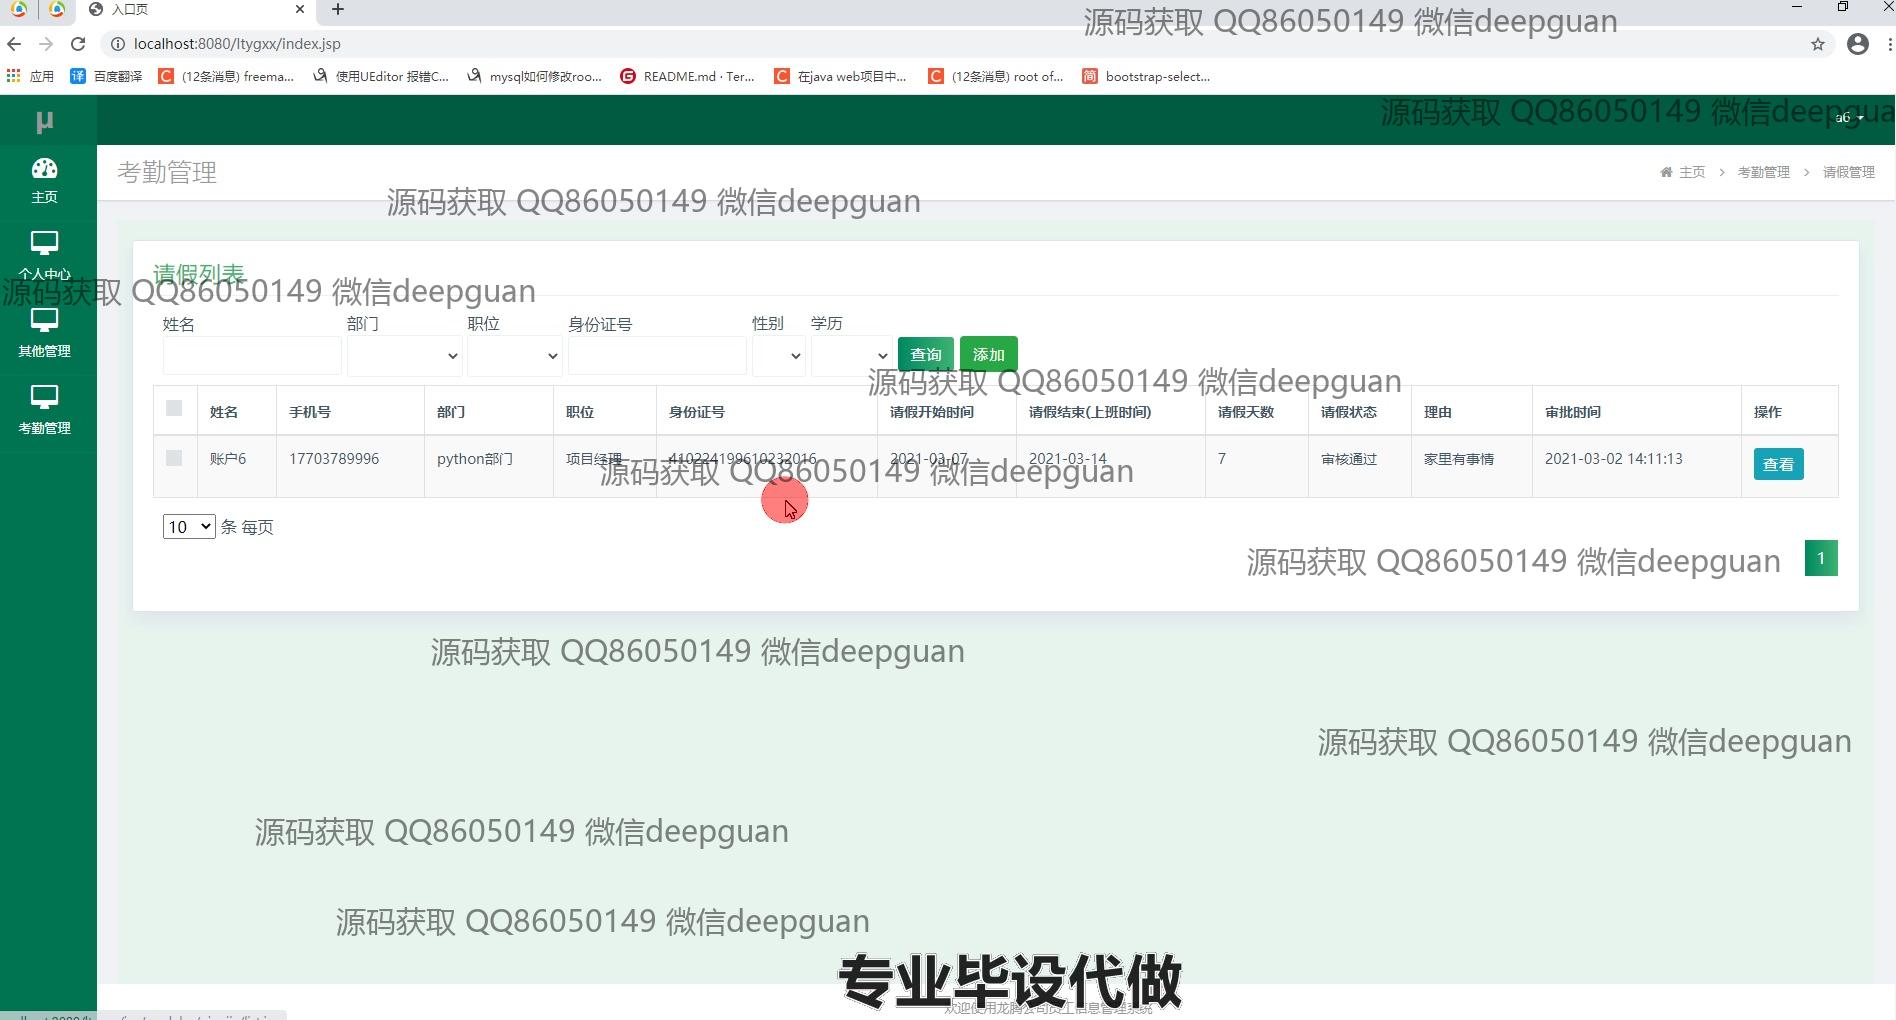 入口页
源码获取 QQ86050149 微信deepguan
localhost:8080/ltygxx/index.jsp
应用 百度翻译 (12条消息) freema... 使用UEditor 报错C... mysql如何修改roo... README.md · Ter... 在java web项目中... (12条消息) root of... bootstrap-select...
μ
源码获取 QQ86050149 微信deepgua
a6
主页
考勤管理
主页 > 考勤管理 > 请假管理
源码获取 QQ86050149 微信deepguan
个人中心
请假列表
源码获取 QQ86050149 微信deepguan
其他管理
姓名 部门 职位 身份证号 性别 学历
查询 添加
源码获取 QQ86050149 微信deepguan
考勤管理
姓名 手机号 部门 职位 身份证号 请假开始时间 请假结束(上班时间) 请假天数 请假状态 理由 审批时间 操作
账户6 17703789996 python部门 项目经理 410224199610232016 2021-03-07 2021-03-14 7 审核通过 家里有事情 2021-03-02 14:11:13 查看
源码获取 QQ86050149 微信deepguan
10 条 每页
源码获取 QQ86050149 微信deepguan
1
源码获取 QQ86050149 微信deepguan
源码获取 QQ86050149 微信deepguan
源码获取 QQ86050149 微信deepguan
源码获取 QQ86050149 微信deepguan
专业毕设代做
欢迎使用龙腾公司员工信息管理系统